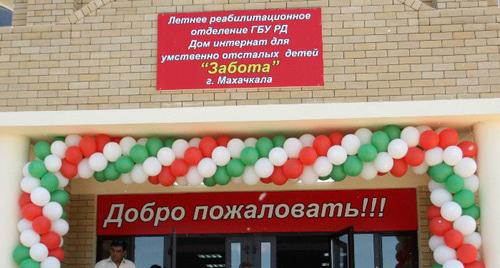 Летнее реабилитационное
отделение ГБУ РД
Дом интернат для
умственно отсталых детей
“Забота”
г. Махачкала
Добро пожаловать!!!